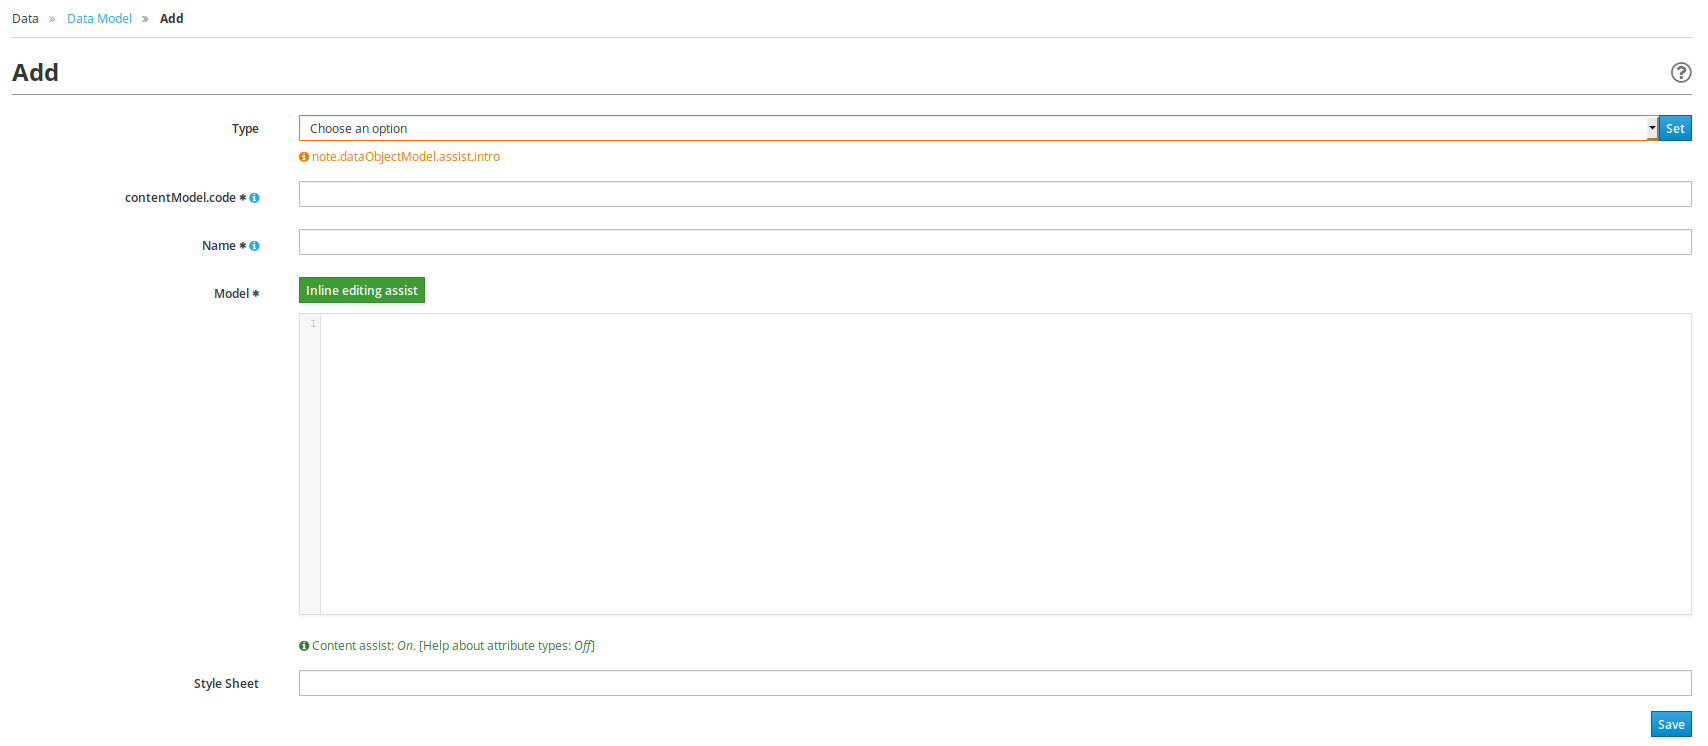 Data » Data Model » Add
Add
Type Choose an option Set
note.dataObjectModel.assist.intro
contentModel.code *
Name *
Model * Inline editing assist
1
Content assist: On. [Help about attribute types: Off]
Style Sheet
Save